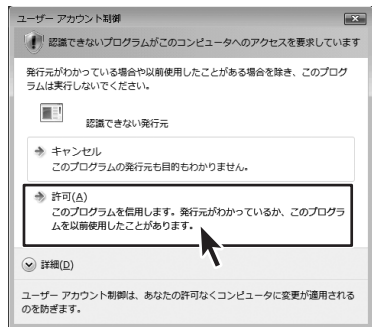 ユーザー アカウント制御
認識できないプログラムがこのコンピュータへのアクセスを要求しています
発行元がわかっている場合や以前使用したことがある場合を除き、このプログ
ラムは実行しないでください。
認識できない発行元
キャンセル
このプログラムの発行元も目的もわかりません。
許可(A)
このプログラムを信用します。発行元がわかっているか、このプログラ
ムを以前使用したことがあります。
詳細(D)
ユーザー アカウント制御は、あなたの許可なくコンピュータに変更が適用される
のを防ぎます。